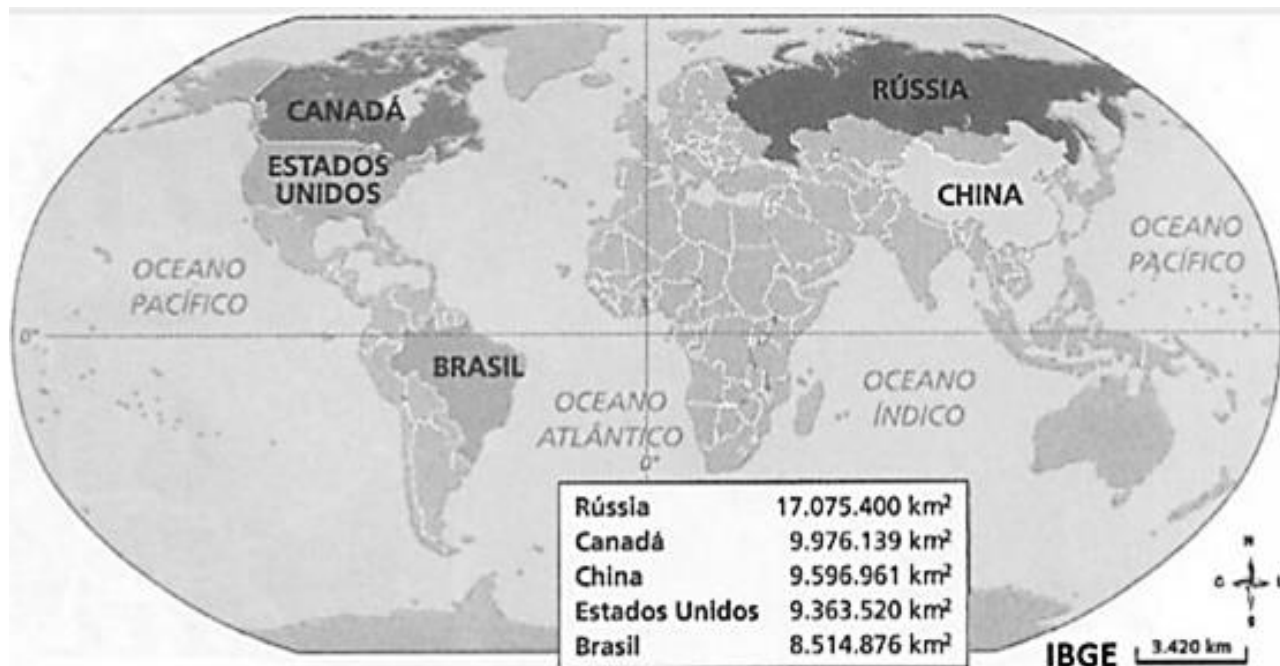 CANADÁ
RÚSSIA
ESTADOS
UNIDOS
CHINA
OCEANO
PACÍFICO
OCEANO
PACÍFICO
0°
BRASIL
OCEANO
ATLÁNTICO
OCEANO
ÍNDICO
0°
Rússia 17.075.400 km²
Canadá 9.976.139 km²
China 9.596.961 km²
Estados Unidos 9.363.520 km²
Brasil 8.514.876 km²
N
O L
S
IBGE 3.420 km